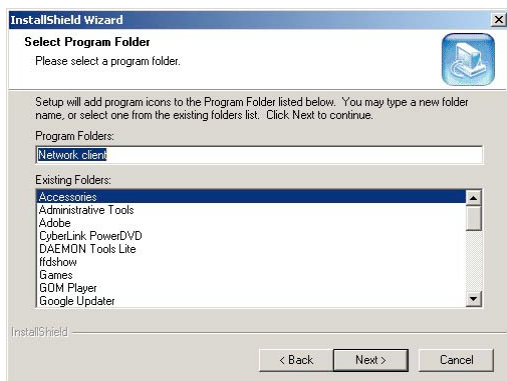 InstallShield Wizard
Select Program Folder
Please select a program folder.
Setup will add program icons to the Program Folder listed below. You may type a new folder
name, or select one from the existing folders list. Click Next to continue.
Program Folders:
Network client
Existing Folders:
Accessories
Administrative Tools
Adobe
CyberLink PowerDVD
DAEMON Tools Lite
ffdshow
Games
GOM Player
Google Updater
InstallShield
< Back
Next >
Cancel